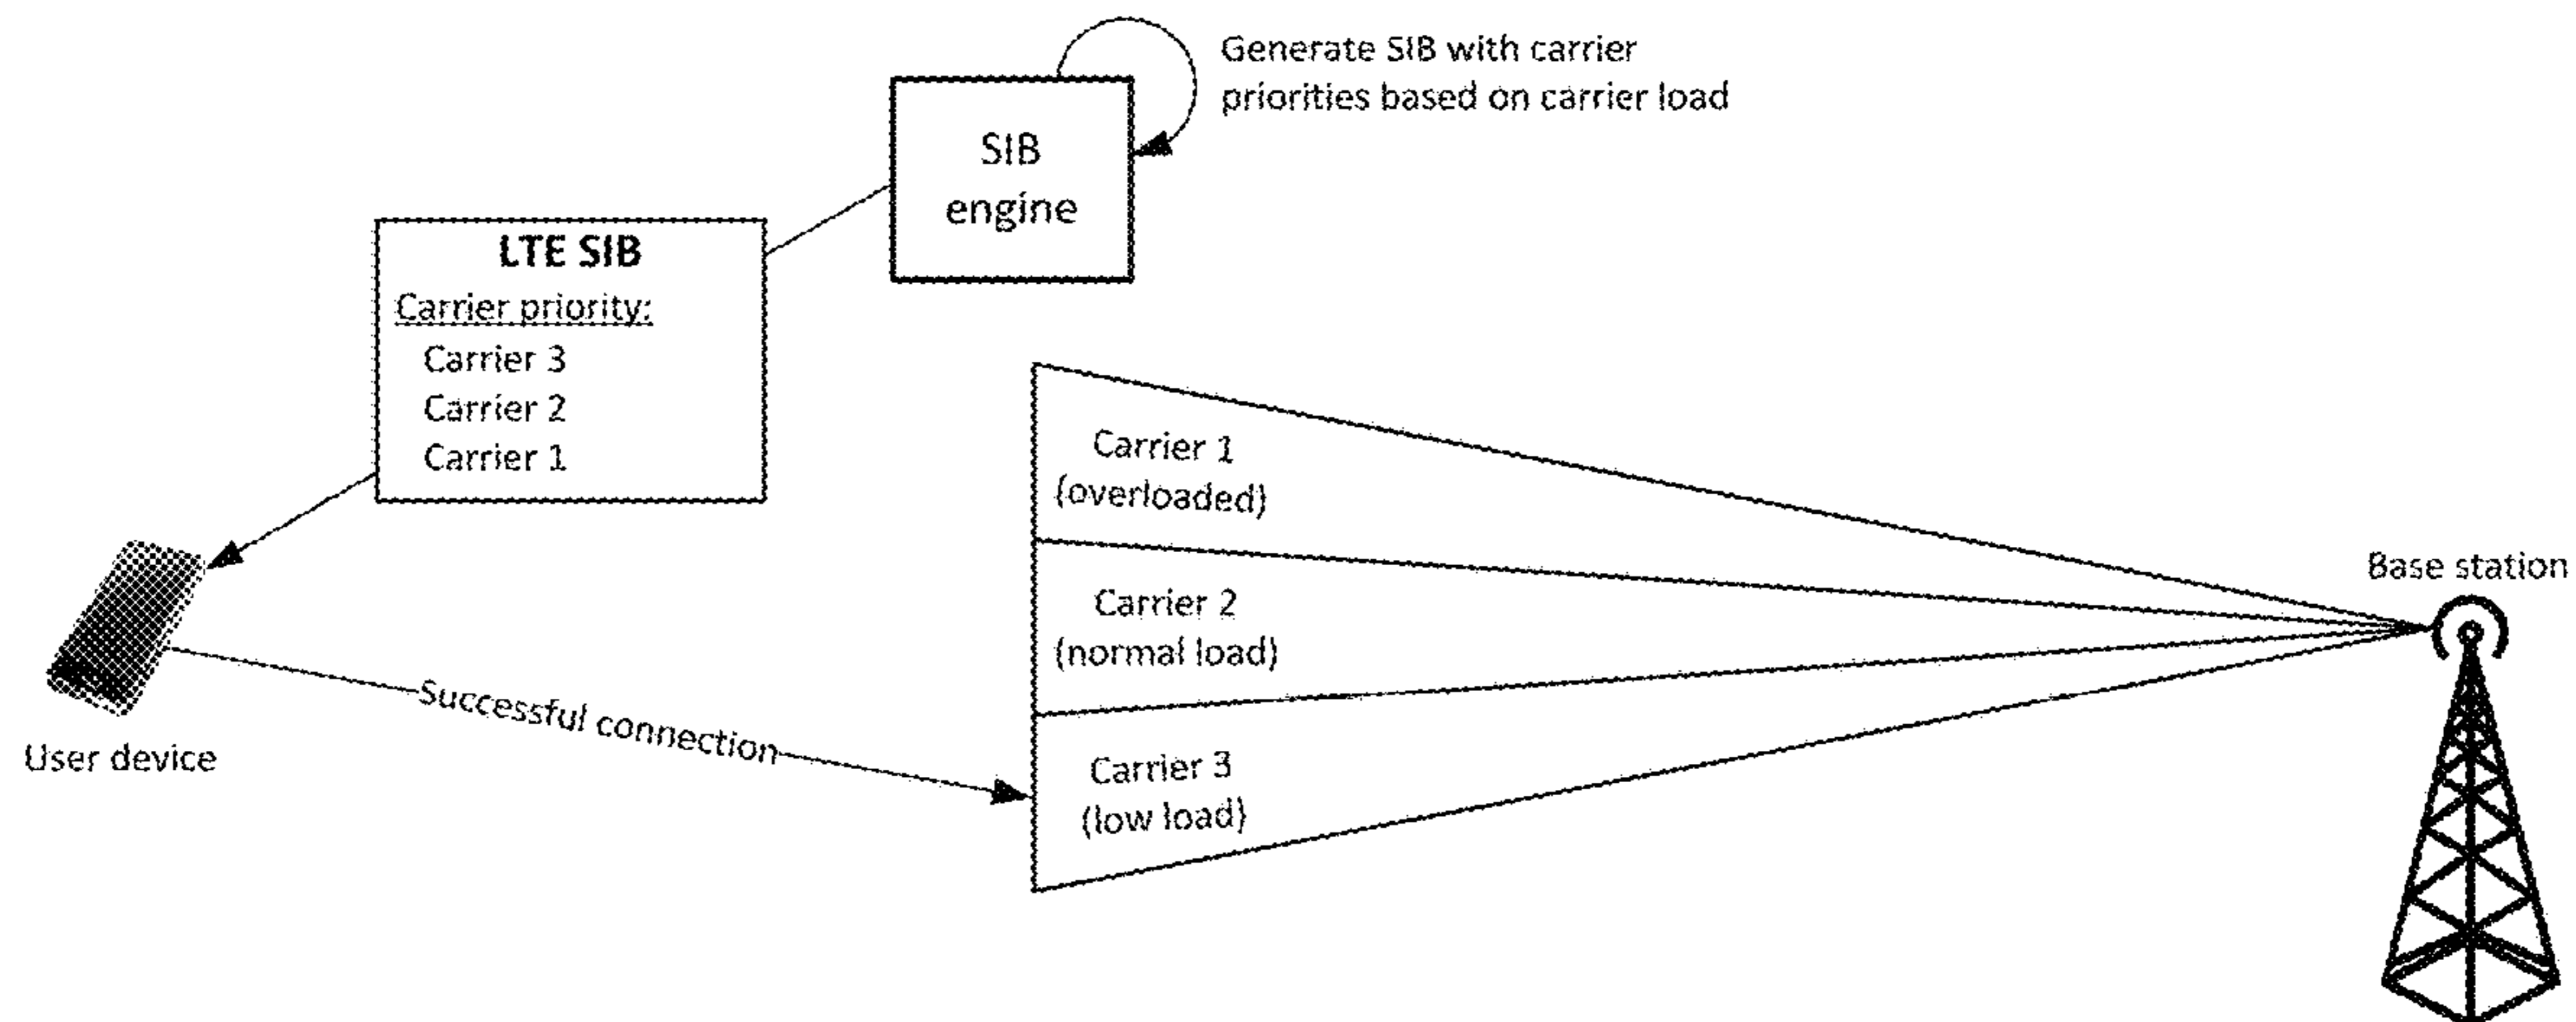 Generate SIB with carrier
priorities based on carrier load
SIB
engine
LTE SIB
Carrier priority:
Carrier 3
Carrier 2
Carrier 1
Carrier 1
(overloaded)
Carrier 2
(normal load)
Carrier 3
(low load)
Base station
Successful connection
User device